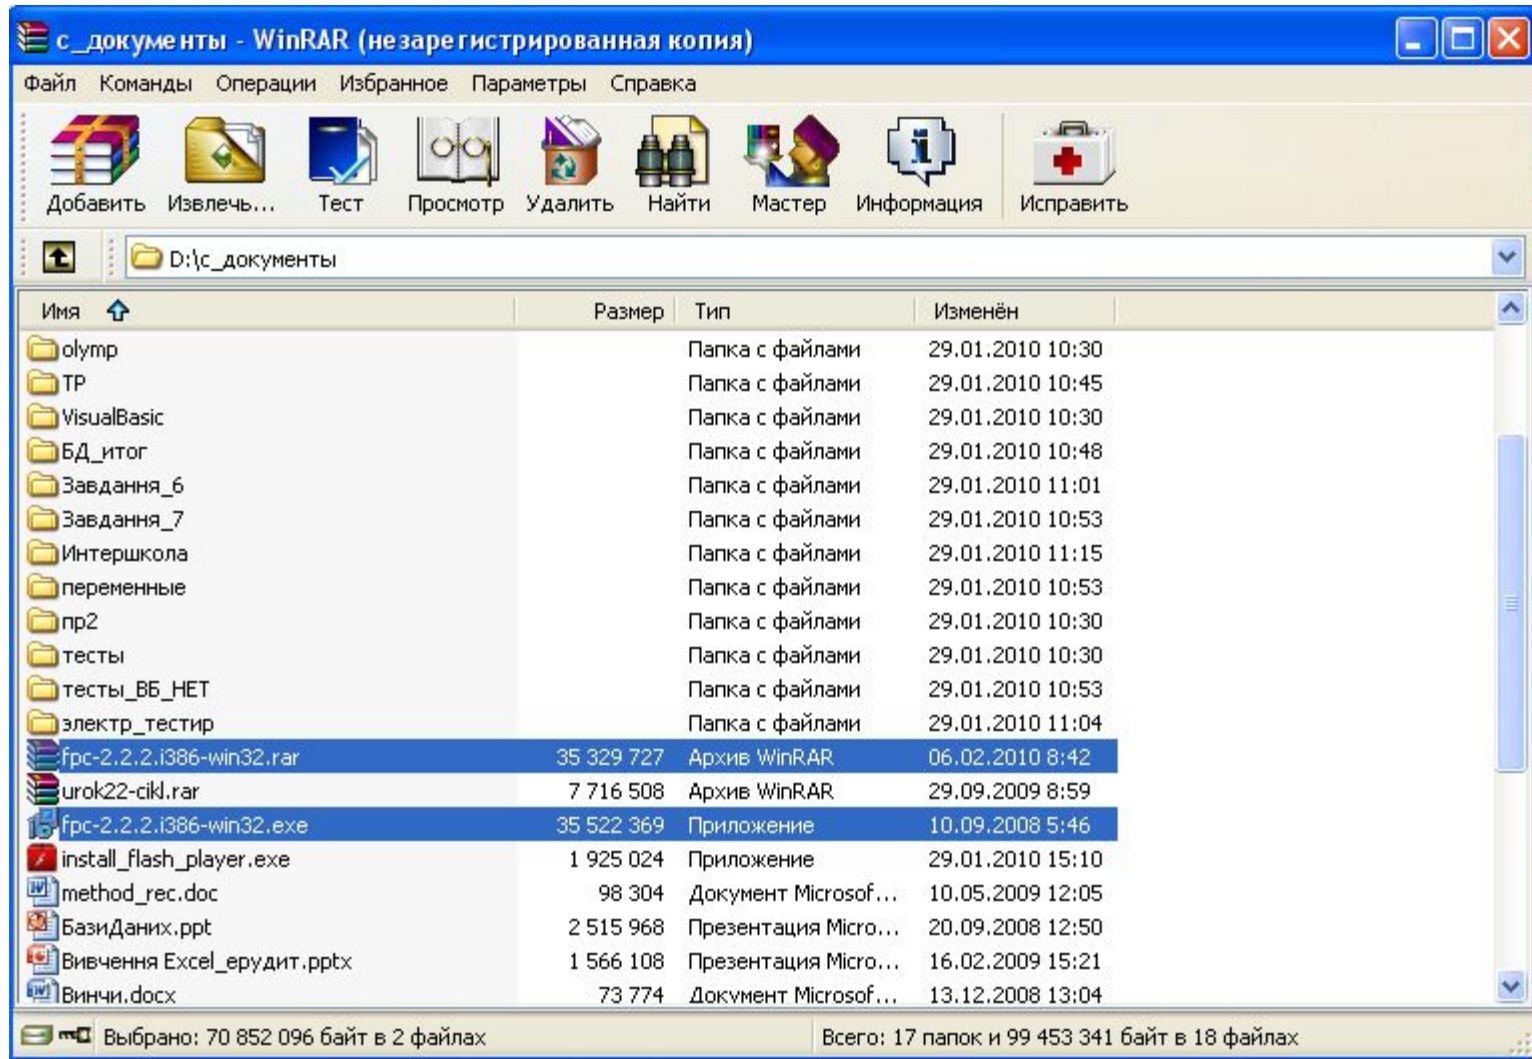 с_документы - WinRAR (незарегистрированная копия)
Файл Команды Операции Избранное Параметры Справка
Добавить Извлечь... Тест Просмотр Удалить Найти Мастер Информация Исправить
D:\с_документы
Имя Размер Тип Изменён
olymp Папка с файлами 29.01.2010 10:30
TP Папка с файлами 29.01.2010 10:45
VisualBasic Папка с файлами 29.01.2010 10:30
БД_итог Папка с файлами 29.01.2010 10:48
Завдання_6 Папка с файлами 29.01.2010 11:01
Завдання_7 Папка с файлами 29.01.2010 10:53
Интершкола Папка с файлами 29.01.2010 11:15
переменные Папка с файлами 29.01.2010 10:53
пр2 Папка с файлами 29.01.2010 10:30
тесты Папка с файлами 29.01.2010 10:30
тесты_ВБ_НЕТ Папка с файлами 29.01.2010 10:53
электр_тестир Папка с файлами 29.01.2010 11:04
fpc-2.2.2.i386-win32.rar 35 329 727 Архив WinRAR 06.02.2010 8:42
urok22-cikl.rar 7 716 508 Архив WinRAR 29.09.2009 8:59
fpc-2.2.2.i386-win32.exe 35 522 369 Приложение 10.09.2008 5:46
install_flash_player.exe 1 925 024 Приложение 29.01.2010 15:10
method_rec.doc 98 304 Документ Microsof... 10.05.2009 12:05
БазиДаних.ppt 2 515 968 Презентация Micro... 20.09.2008 12:50
Вивчення Excel_ерудит.pptx 1 566 108 Презентация Micro... 16.02.2009 15:21
Винчи.docx 73 774 Документ Microsof... 13.12.2008 13:04
Выбрано: 70 852 096 байт в 2 файлах Всего: 17 папок и 99 453 341 байт в 18 файлах